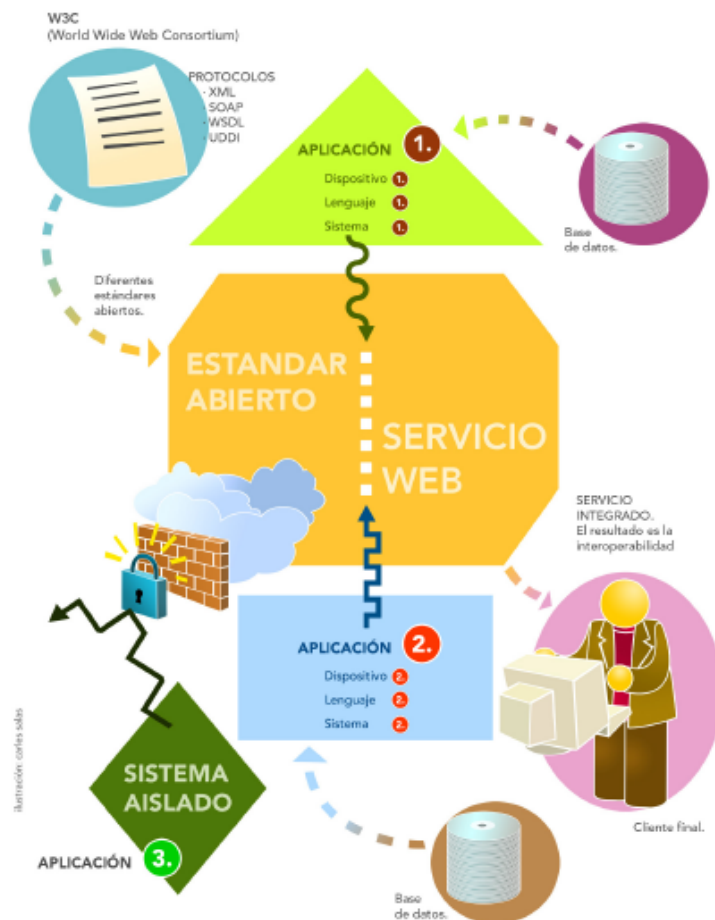 W3C
(World Wide Web Consortium)
PROTOCOLOS
- XML
- SOAP
- WSDL
- UDDI
APLICACIÓN 1.
Dispositivo 1.
Lenguaje 1.
Sistema 1.
Base
de datos.
Diferentes
estándares
abiertos.
ESTANDAR
ABIERTO
SERVICIO
WEB
SERVICIO
INTEGRADO.
El resultado es la
interoperabilidad
APLICACIÓN 2.
Dispositivo 2.
Lenguaje 2.
Sistema 2.
ilustración: carles salas
SISTEMA
AISLADO
APLICACIÓN 3.
Cliente final.
Base
de datos.